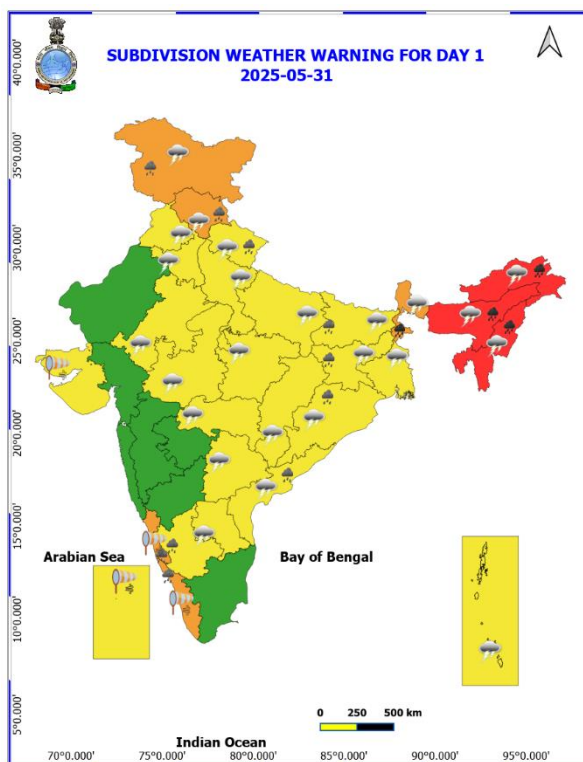 SUBDIVISION WEATHER WARNING FOR DAY 1
2025-05-31
40°0.000'
35°0.000'
30°0.000'
25°0.000'
20°0.000'
15°0.000'
10°0.000'
5°0.000'
Arabian Sea
Bay of Bengal
0 250 500 km
Indian Ocean
70°0.000' 75°0.000' 80°0.000' 85°0.000' 90°0.000' 95°0.000'